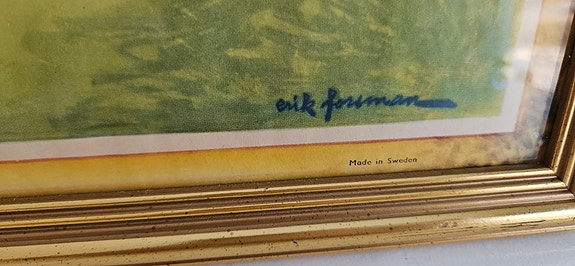 erik forsman
Made in Sweden